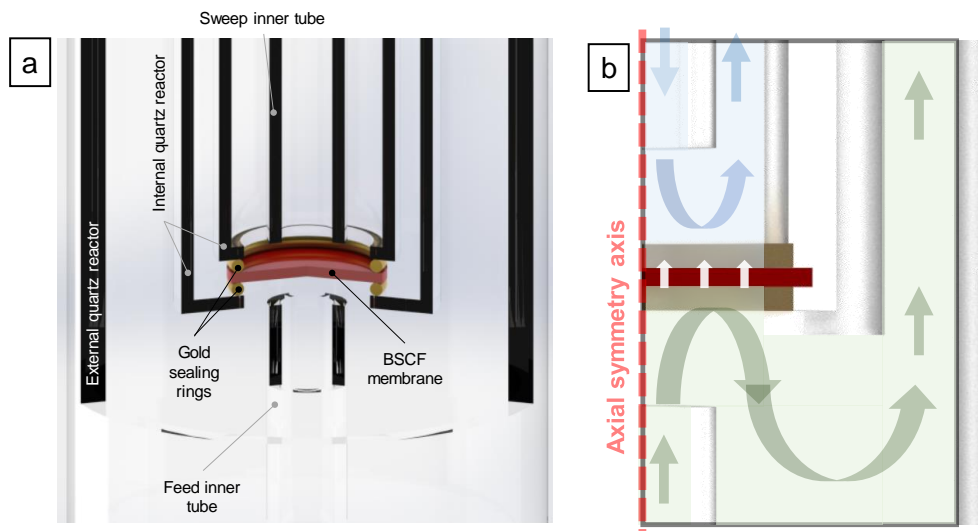 Sweep inner tube
a
b
Internal quartz reactor
External quartz reactor
Gold
sealing
rings
BSCF
membrane
Feed inner
tube
Axial symmetry axis